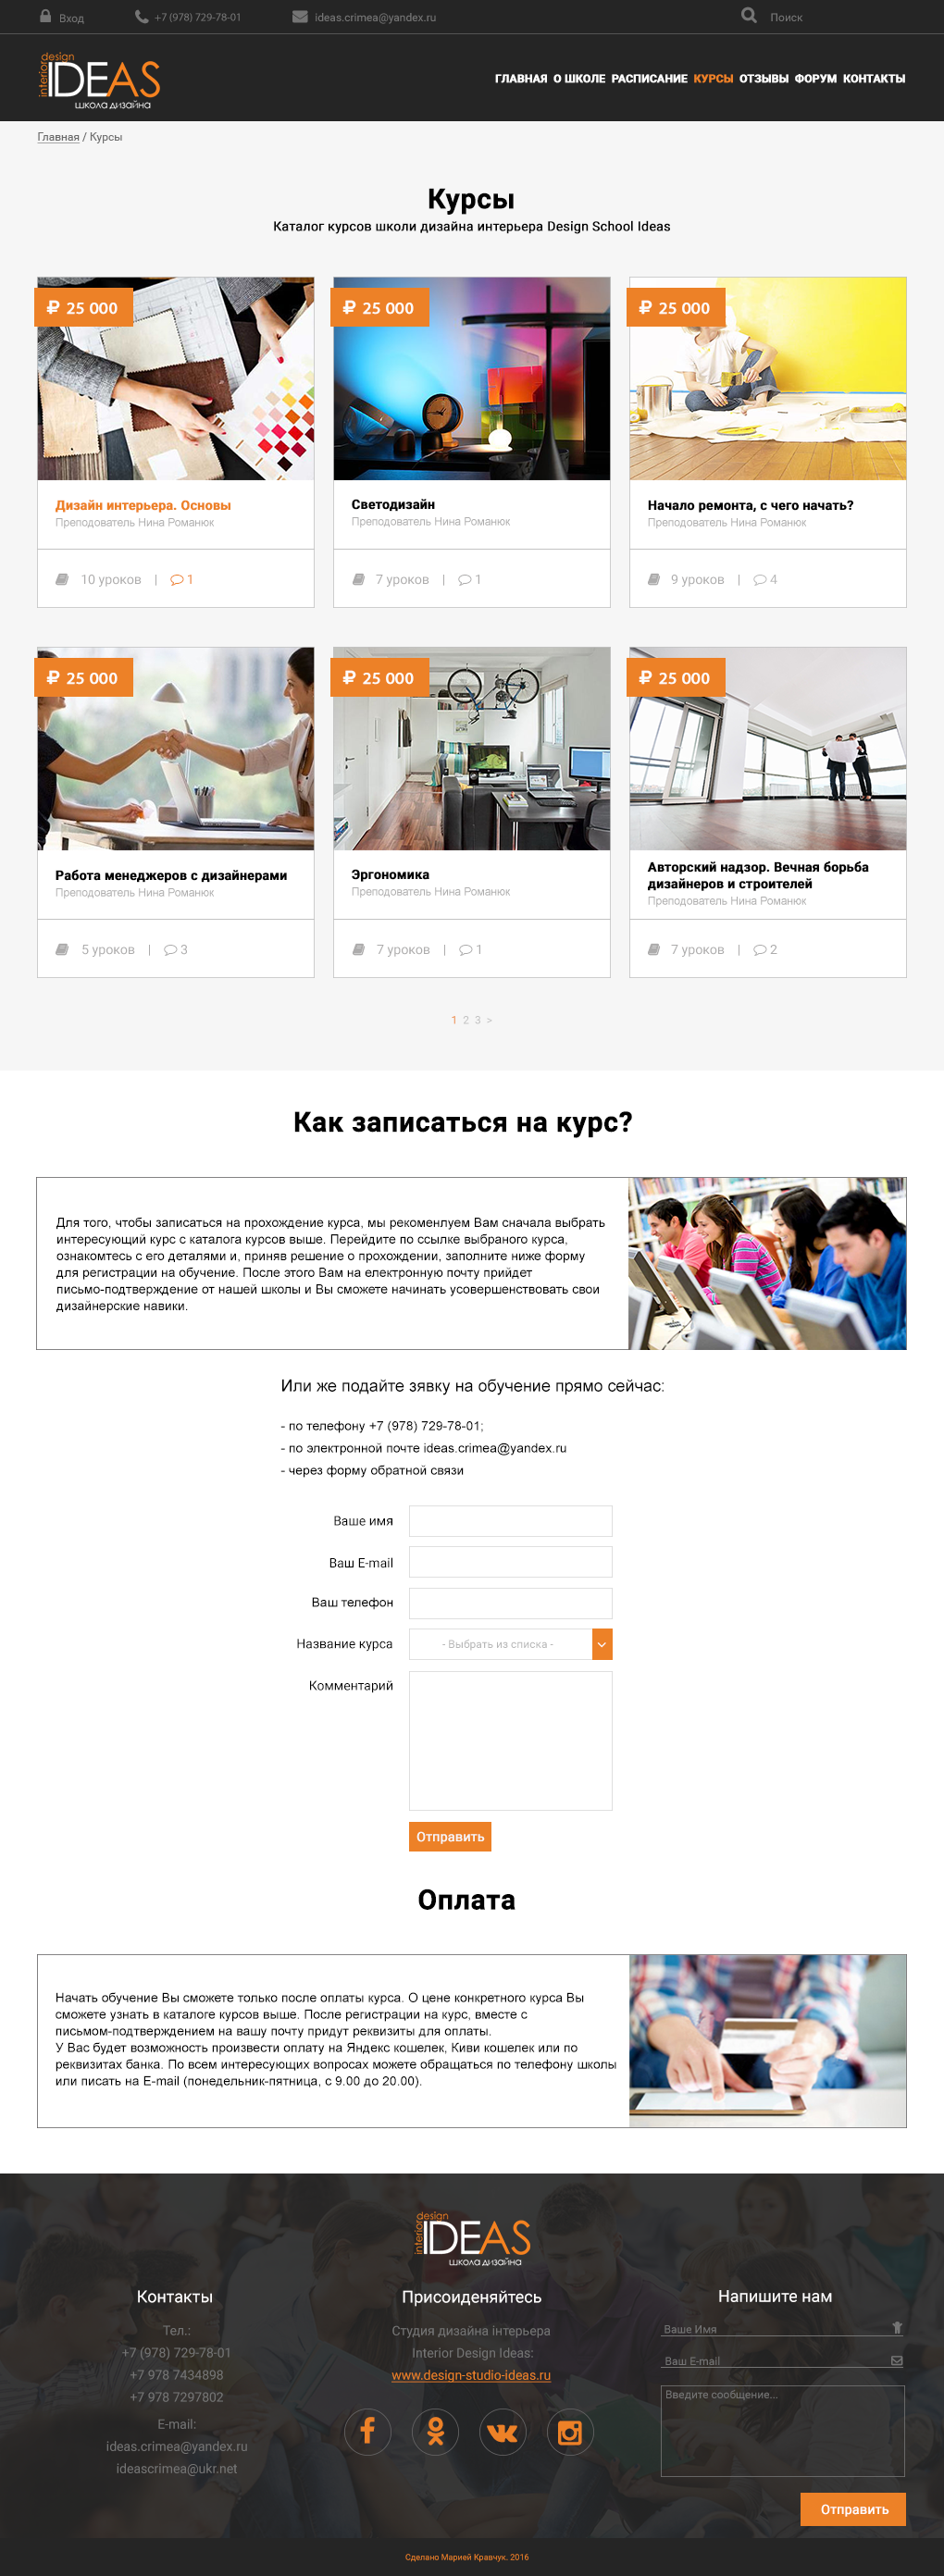 Вход +7 (978) 729-78-01 ideas.crimea@yandex.ru Поиск
interior design
IDEAS
школа дизайна
ГЛАВНАЯ О ШКОЛЕ РАСПИСАНИЕ КУРСЫ ОТЗЫВЫ ФОРУМ КОНТАКТЫ
Главная / Курсы
Курсы
Каталог курсов школи дизайна интерьера Design School Ideas
₽ 25 000
₽ 25 000
₽ 25 000
Дизайн интерьера. Основы
Преподователь Нина Романюк
Светодизайн
Преподователь Нина Романюк
Начало ремонта, с чего начать?
Преподователь Нина Романюк
10 уроков | 1
7 уроков | 1
9 уроков | 4
₽ 25 000
₽ 25 000
₽ 25 000
Работа менеджеров с дизайнерами
Преподователь Нина Романюк
Эргономика
Преподователь Нина Романюк
Авторский надзор. Вечная борьба
дизайнеров и строителей
Преподователь Нина Романюк
5 уроков | 3
7 уроков | 1
7 уроков | 2
1 2 3 >
Как записаться на курс?
Для того, чтобы записаться на прохождение курса, мы рекоменлуем Вам сначала выбрать
интересующий курс с каталога курсов выше. Перейдите по ссылке выбраного курса,
ознакомтесь с его деталями и, приняв решение о прохождении, заполните ниже форму
для регистрации на обучение. После этого Вам на електронную почту прийдет
письмо-подтверждение от нашей школы и Вы сможете начинать усовершенствовать свои
дизайнерские навики.
Или же подайте зявку на обучение прямо сейчас:
- по телефону +7 (978) 729-78-01;
- по электронной почте ideas.crimea@yandex.ru
- через форму обратной связи
Ваше имя
Ваш E-mail
Ваш телефон
Название курса - Выбрать из списка -
Комментарий
Отправить
Оплата
Начать обучение Вы сможете только после оплаты курса. О цене конкретного курса Вы
сможете узнать в каталоге курсов выше. После регистрации на курс, вместе с
письмом-подтверждением на вашу почту придут реквизиты для оплаты.
У Вас будет возможность произвести оплату на Яндекс кошелек, Киви кошелек или по
реквизитах банка. По всем интересующих вопросах можете обращаться по телефону школы
или писать на E-mail (понедельник-пятница, с 9.00 до 20.00).
interior design
IDEAS
школа дизайна
Контакты
Тел.:
+7 (978) 729-78-01
+7 978 7434898
+7 978 7297802
E-mail:
ideas.crimea@yandex.ru
ideascrimea@ukr.net
Присоиденяйтесь
Студия дизайна інтерьера
Interior Design Ideas:
www.design-studio-ideas.ru
Напишите нам
Ваше Имя
Ваш E-mail
Введите сообщение...
Отправить
Сделано Марией Кравчук. 2016